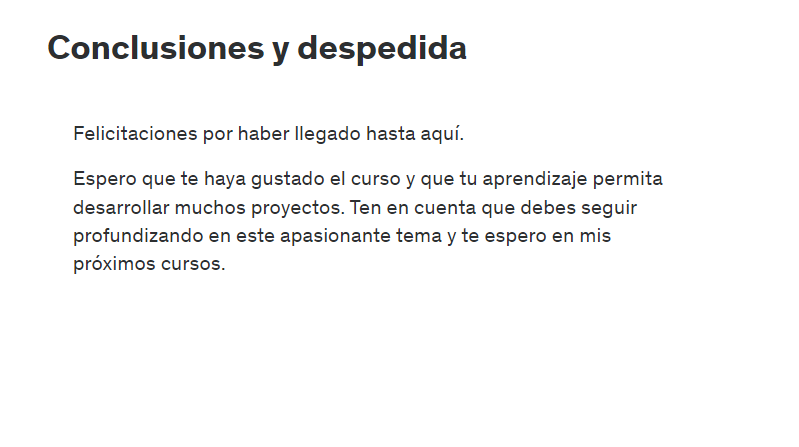 Conclusiones y despedida
Felicitaciones por haber llegado hasta aquí.
Espero que te haya gustado el curso y que tu aprendizaje permita
desarrollar muchos proyectos. Ten en cuenta que debes seguir
profundizando en este apasionante tema y te espero en mis
próximos cursos.